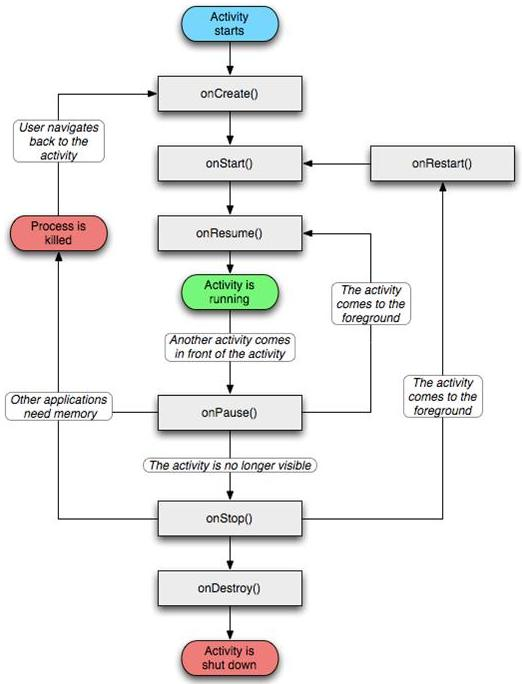 Activity
starts
onCreate()
User navigates
back to the
activity
onStart()
onRestart()
Process is
killed
onResume()
Activity is
running
The activity
comes to the
foreground
Another activity comes
in front of the activity
Other applications
need memory
onPause()
The activity
comes to the
foreground
The activity is no longer visible
onStop()
onDestroy()
Activity is
shut down